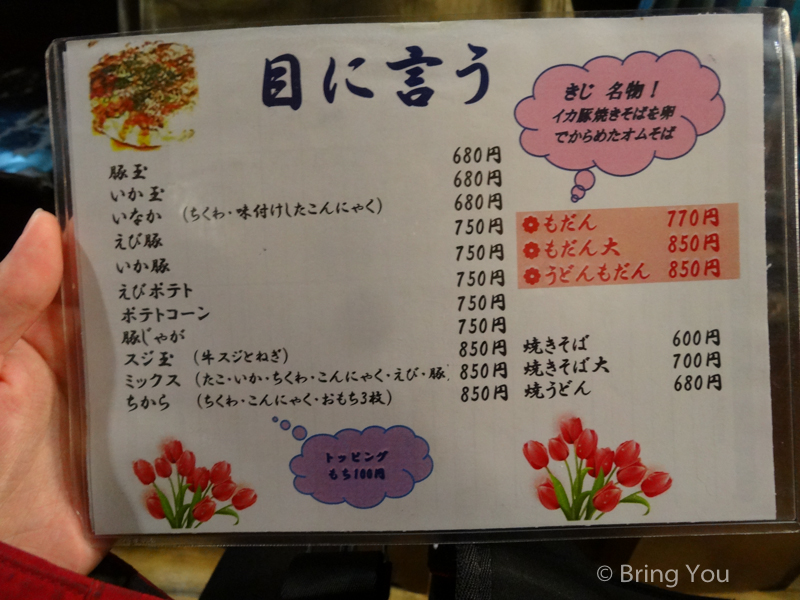 目に言う
きじ 名物！
イカ豚焼きそばを卵
でからめたオムそば
豚玉 680円
いか玉 680円
いなか （ちくわ・味付けしたこんにゃく） 680円
えび豚 750円
いか豚 750円
えびポテト 750円
ポテトコーン 750円
豚じゃが 750円
スジ玉 （牛スジとねぎ） 850円
ミックス （たこ・いか・ちくわ・こんにゃく・えび・豚） 850円
ちから （ちくわ・こんにゃく・おもち3枚） 850円
もだん 770円
もだん大 850円
うどんもだん 850円
焼きそば 600円
焼きそば大 700円
焼うどん 680円
トッピング
もち100円
© Bring You